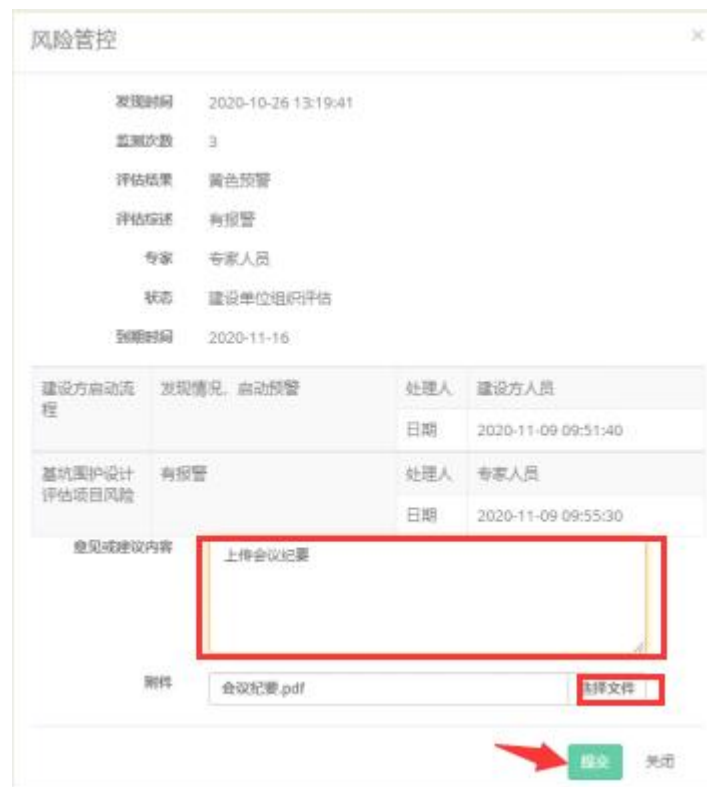 风险管控 ×
发现时间 2020-10-26 13:19:41
监测次数 3
评估结果 黄色预警
评估综述 有报警
专家 专家人员
状态 建设单位组织评估
到期时间 2020-11-16
建设方启动流程 发现情况，启动预警 处理人 建设方人员
日期 2020-11-09 09:51:40
基坑围护设计评估项目风险 有报警 处理人 专家人员
日期 2020-11-09 09:55:30
意见或建议内容 上传会议纪要
附件 会议纪要.pdf 选择文件
提交 关闭